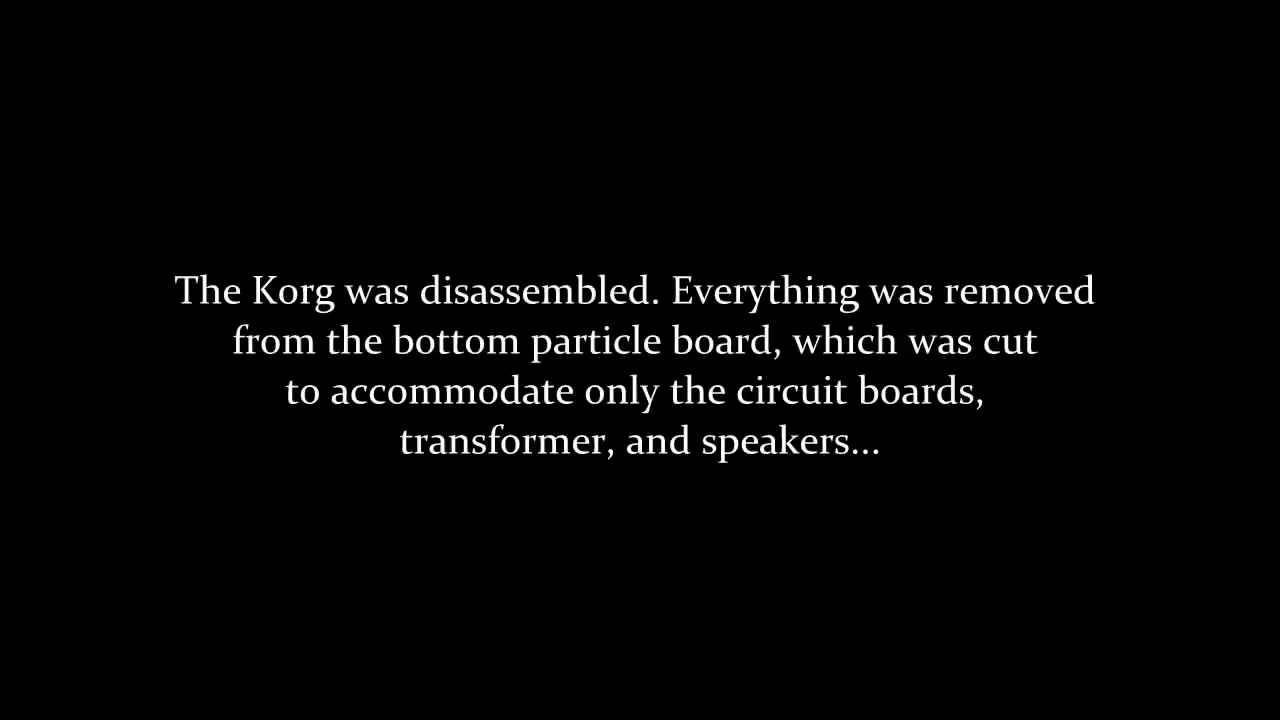 The Korg was disassembled. Everything was removed
from the bottom particle board, which was cut
to accommodate only the circuit boards,
transformer, and speakers...